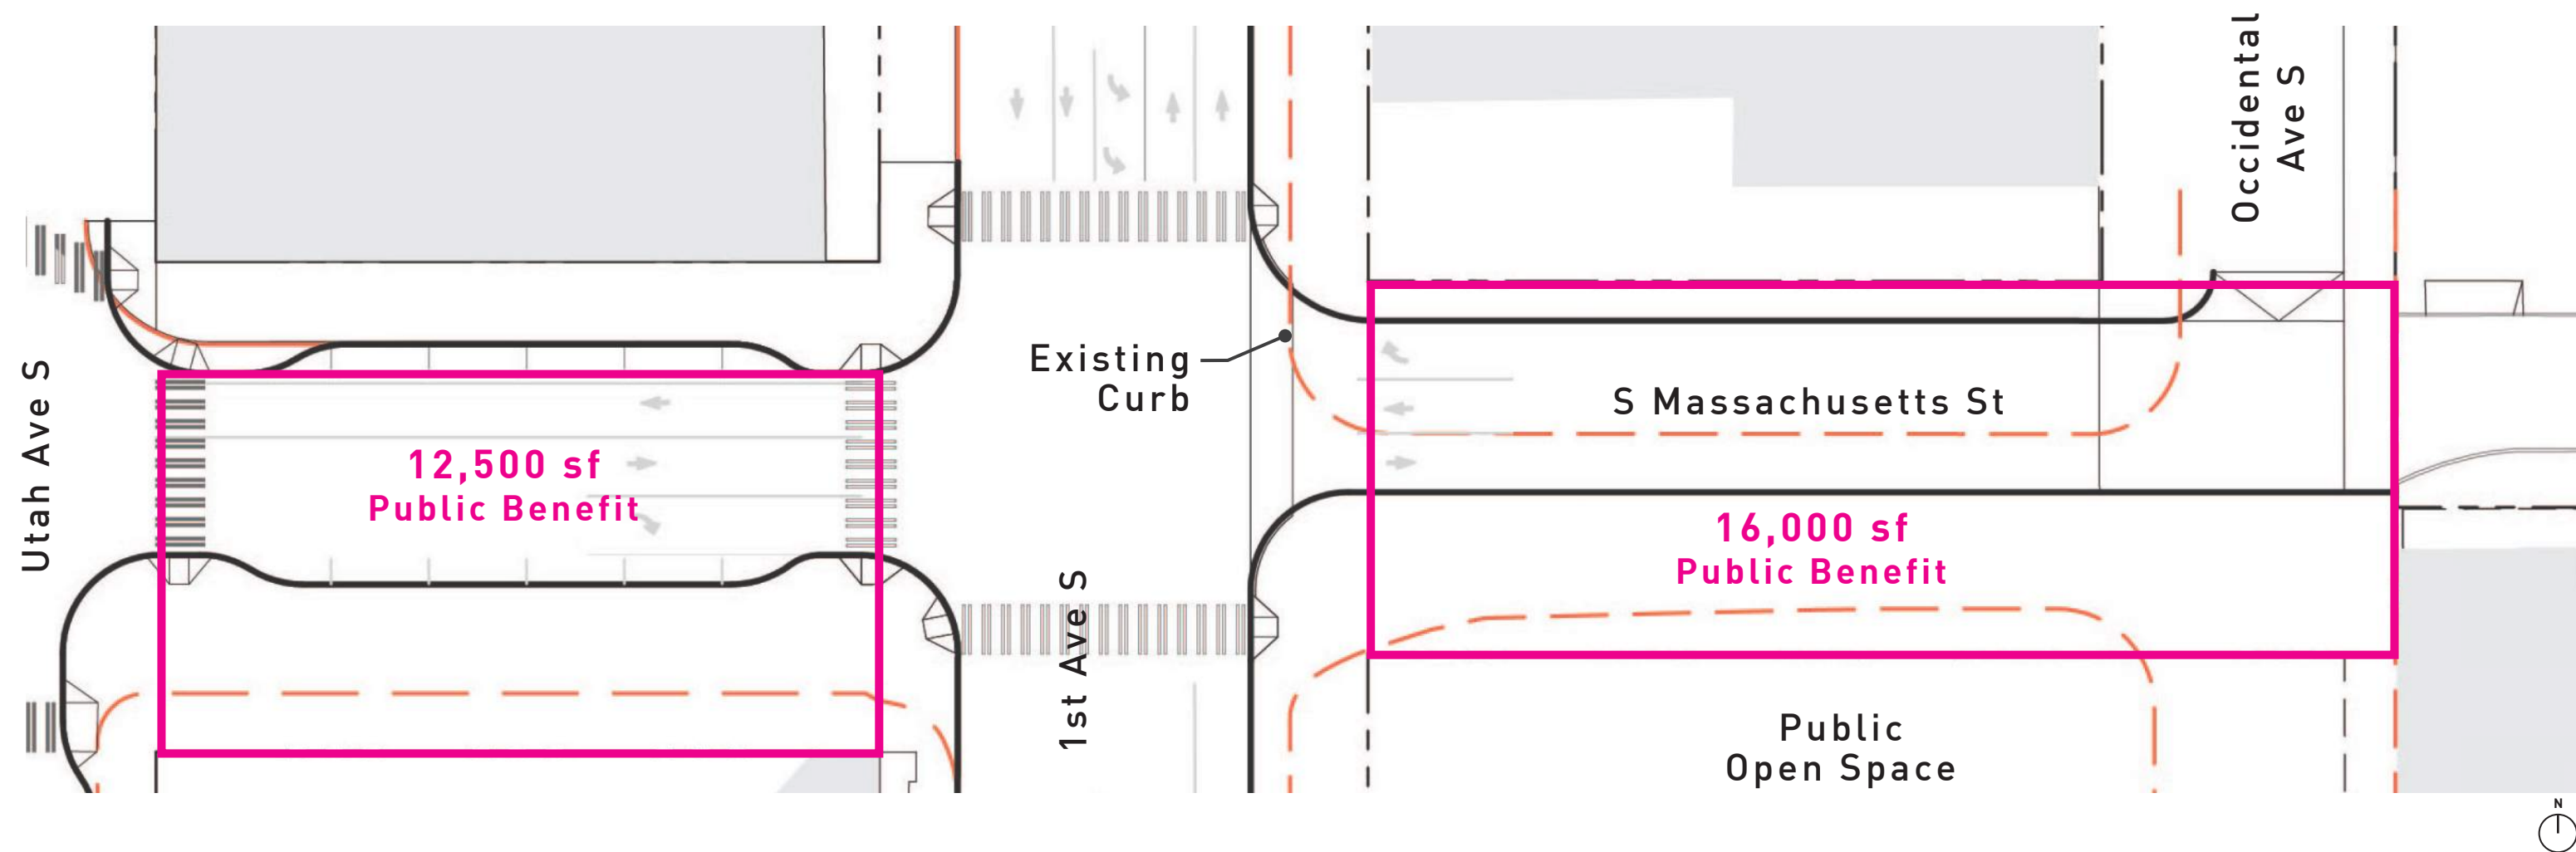 Utah Ave S
12,500 sf
Public Benefit
Existing
Curb
1st Ave S
S Massachusetts St
16,000 sf
Public Benefit
Public
Open Space
Occidental
Ave S
N